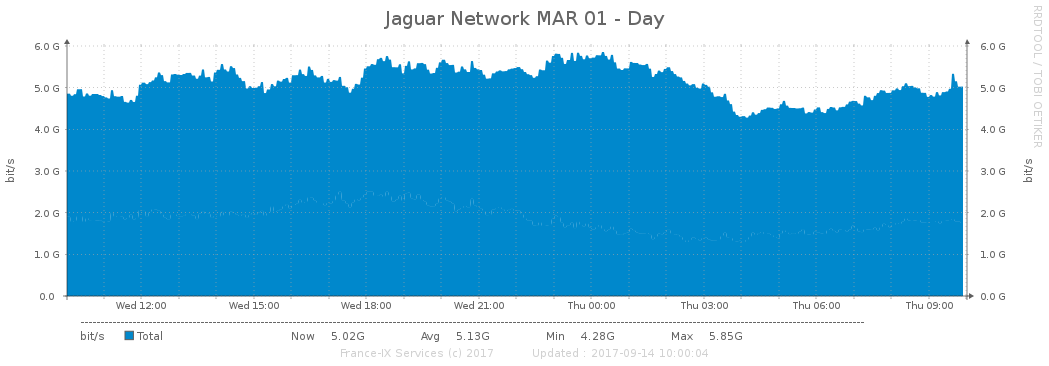 Jaguar Network MAR 01 - Day
RRDTOOL / TOBI OETIKER
bit/s
6.0 G
5.0 G
4.0 G
3.0 G
2.0 G
1.0 G
0.0
6.0 G
5.0 G
4.0 G
3.0 G
2.0 G
1.0 G
0.0 G
bit/s
Wed 12:00 Wed 15:00 Wed 18:00 Wed 21:00 Thu 00:00 Thu 03:00 Thu 06:00 Thu 09:00
bit/s Total Now 5.02G Avg 5.13G Min 4.28G Max 5.85G
France-IX Services (c) 2017 Updated : 2017-09-14 10:00:04